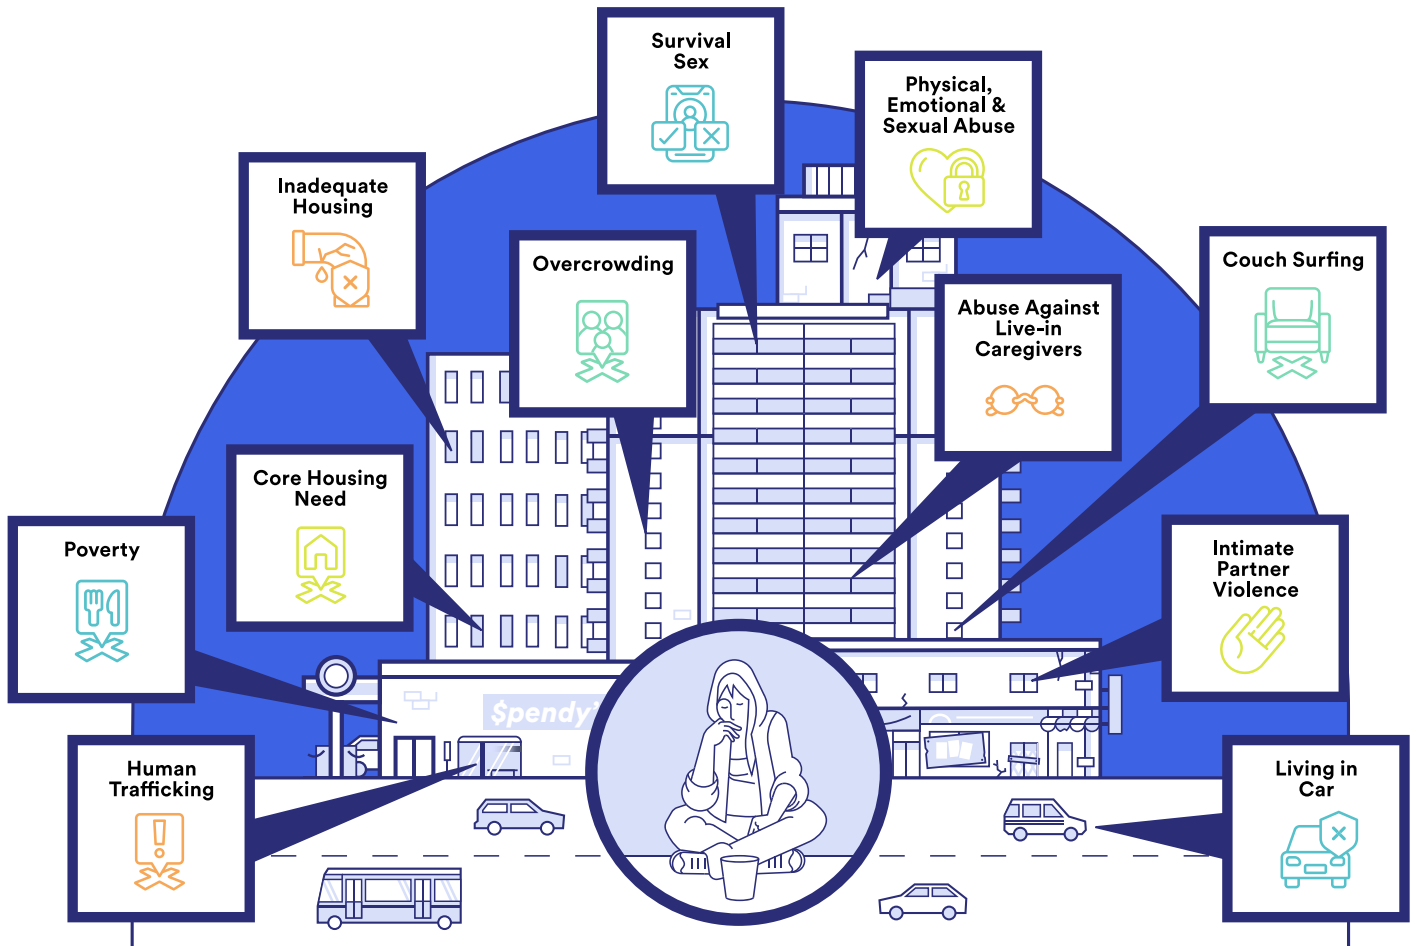 Survival
Sex
Physical,
Emotional &
Sexual Abuse
Inadequate
Housing
Overcrowding
Couch Surfing
Abuse Against
Live-in
Caregivers
Core Housing
Need
Poverty
Intimate
Partner
Violence
$pendy'
Human
Trafficking
Living in
Car